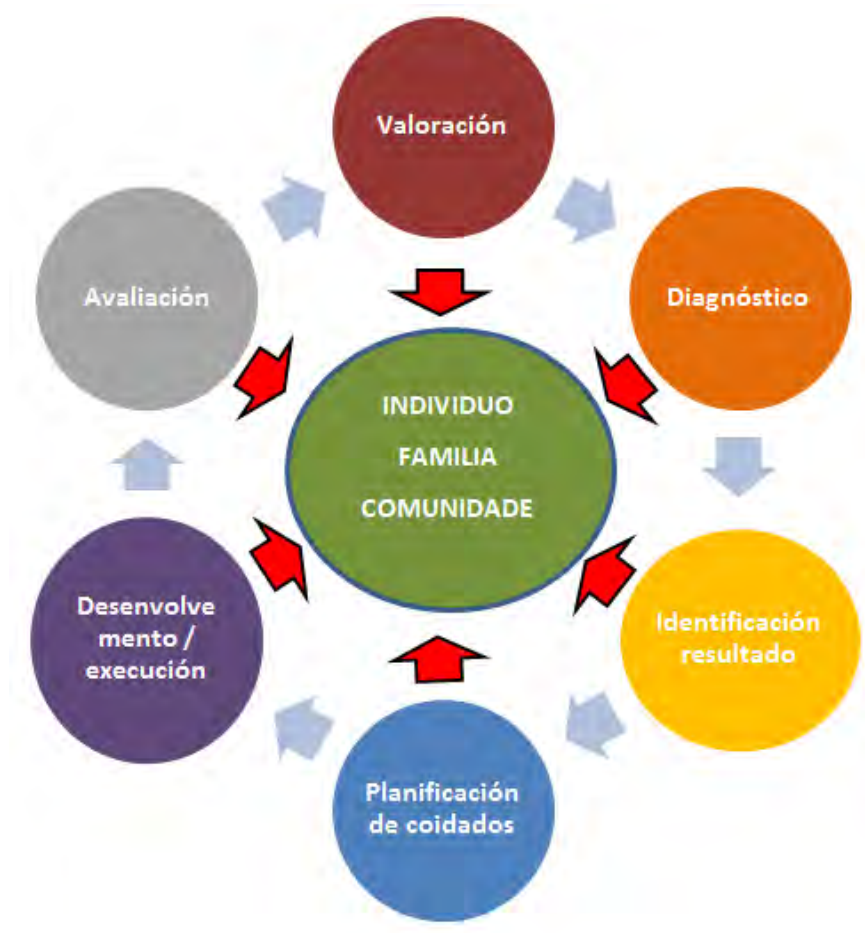 Valoración
Diagnóstico
Identificación
resultado
Planificación
de coidados
Desenvolve
mento /
execución
Avaliación
INDIVIDUO
FAMILIA
COMUNIDADE